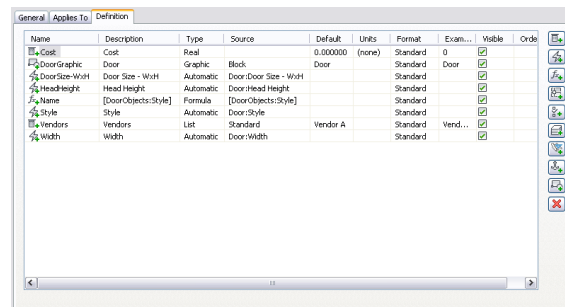 General Applies To Definition
Name Description Type Source Default Units Format Exam... Visible Orde
Cost Cost Real 0.000000 (none) Standard 0
DoorGraphic Door Graphic Block Door Standard Door
DoorSize-WxH Door Size - WxH Automatic Door:Door Size - WxH Standard
HeadHeight Head Height Automatic Door:Head Height Standard
Name [DoorObjects:Style] Formula [DoorObjects:Style] Standard
Style Style Automatic Door:Style Standard
Vendors Vendors List Standard Vendor A Standard Vend...
Width Width Automatic Door:Width Standard